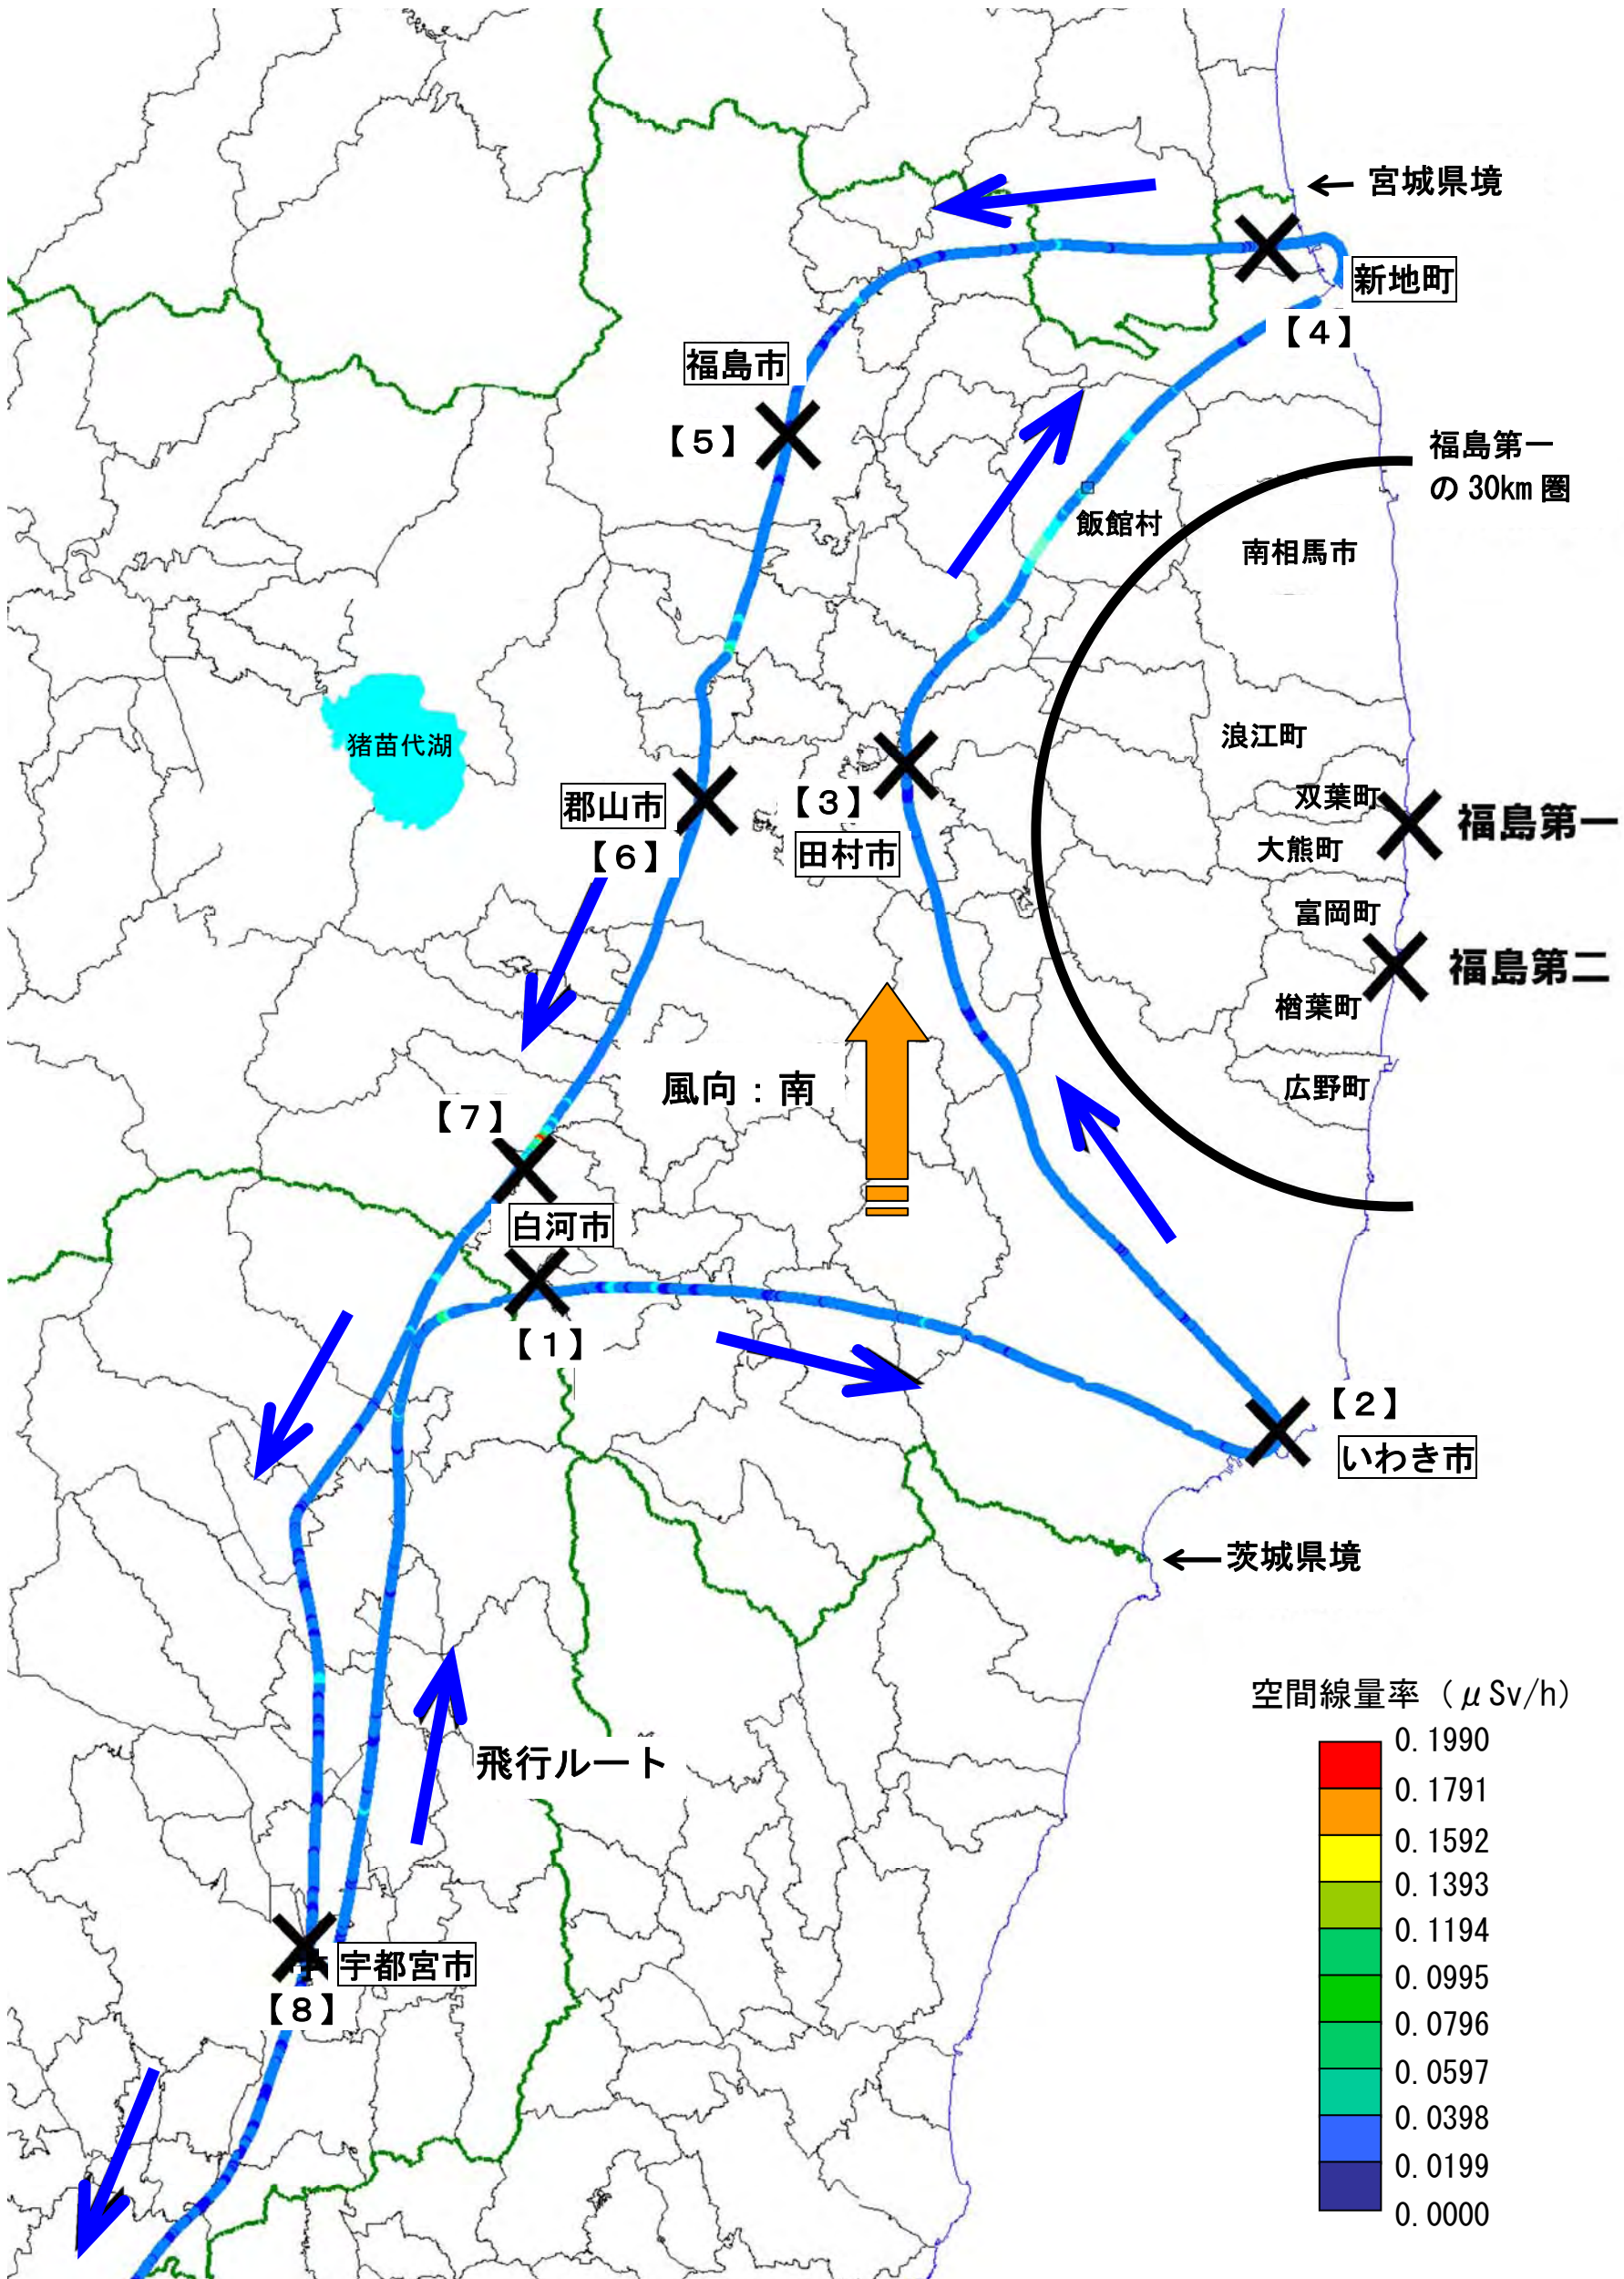 宮城県境
新地町
【４】
福島市
【５】
福島第一
の 30km 圏
飯館村
南相馬市
猪苗代湖
浪江町
双葉町
福島第一
郡山市
【６】
【３】
田村市
大熊町
富岡町
福島第二
楢葉町
広野町
風向：南
【７】
白河市
【１】
【２】
いわき市
茨城県境
飛行ルート
宇都宮市
【８】
空間線量率（μSv/h）
0.1990
0.1791
0.1592
0.1393
0.1194
0.0995
0.0796
0.0597
0.0398
0.0199
0.0000